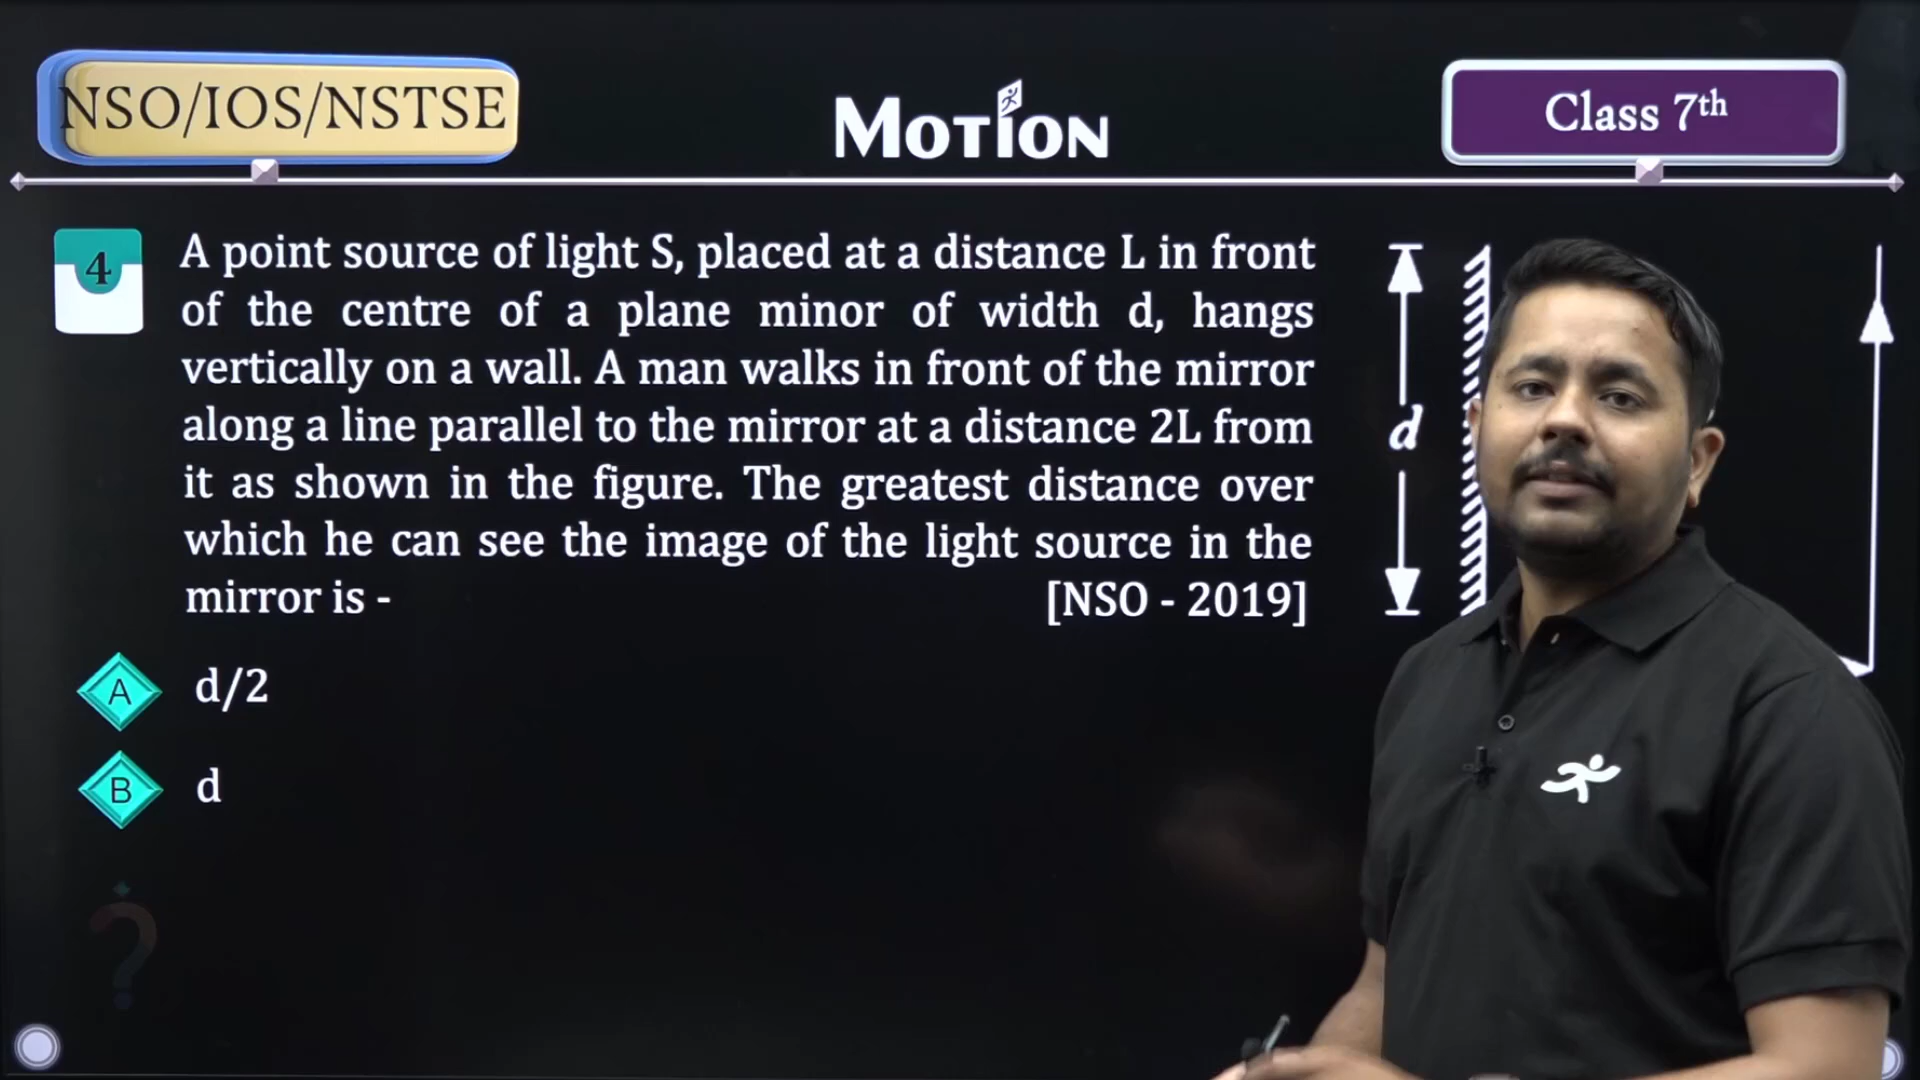 NSO/IOS/NSTSE
MOTION
Class 7th
4
A point source of light S, placed at a distance L in front
of the centre of a plane minor of width d, hangs
vertically on a wall. A man walks in front of the mirror
along a line parallel to the mirror at a distance 2L from
it as shown in the figure. The greatest distance over
which he can see the image of the light source in the
mirror is - [NSO - 2019]
d
A d/2
B d
?